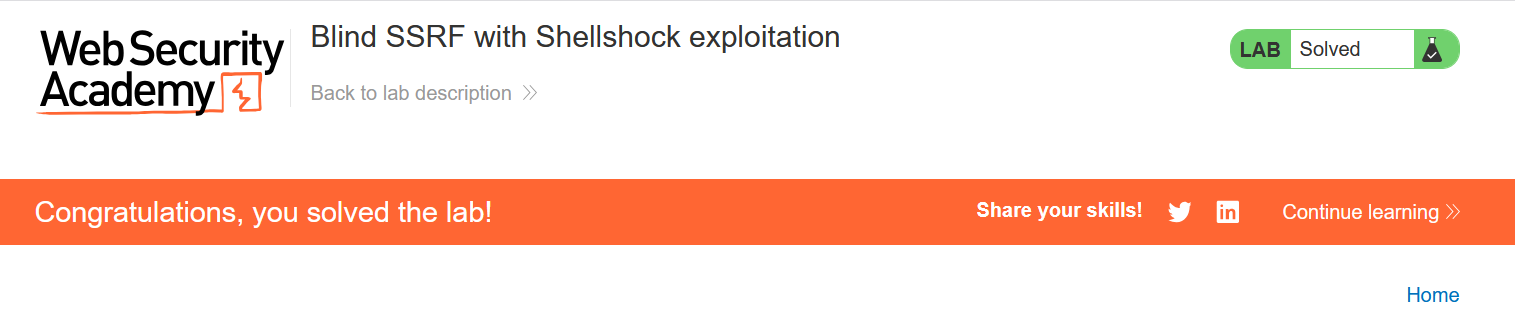 Web Security
Academy
Blind SSRF with Shellshock exploitation
Back to lab description
LAB Solved
Congratulations, you solved the lab!
Share your skills!
Continue learning
Home